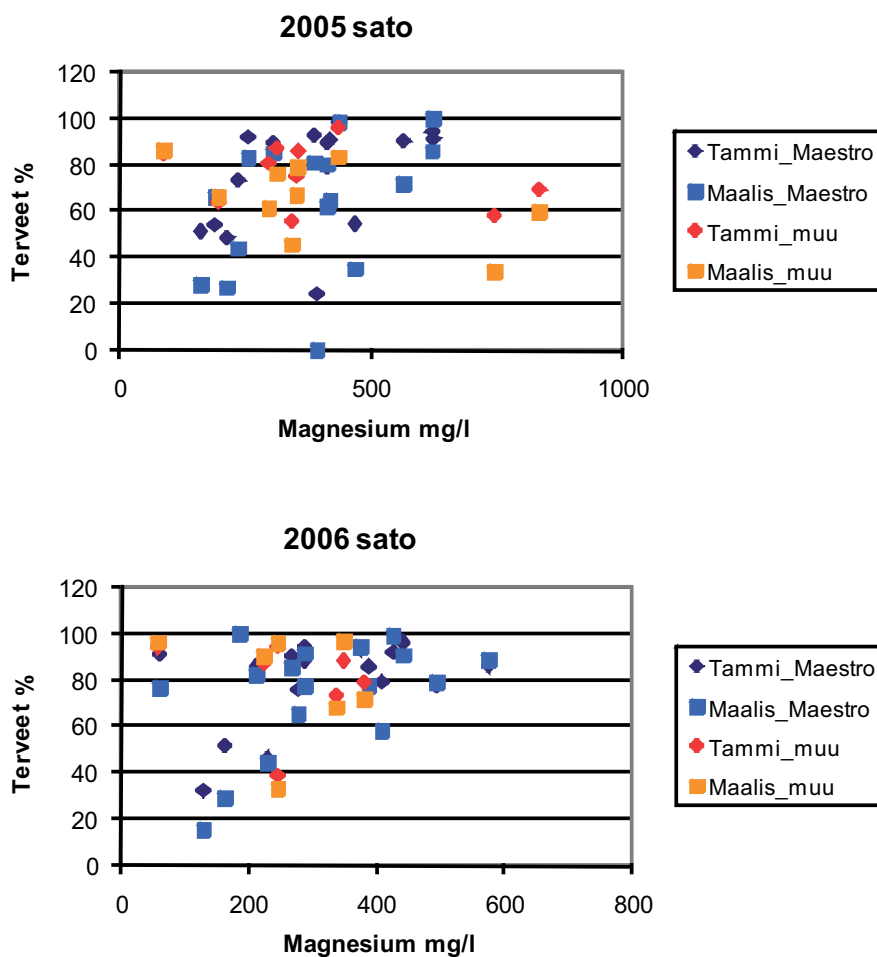 2005 sato
120
100
80
60
40
20
0
Terveet %
0 500 1000
Magnesium mg/l
Tammi_Maestro
Maalis_Maestro
Tammi_muu
Maalis_muu
2006 sato
120
100
80
60
40
20
0
Terveet %
0 200 400 600 800
Magnesium mg/l
Tammi_Maestro
Maalis_Maestro
Tammi_muu
Maalis_muu